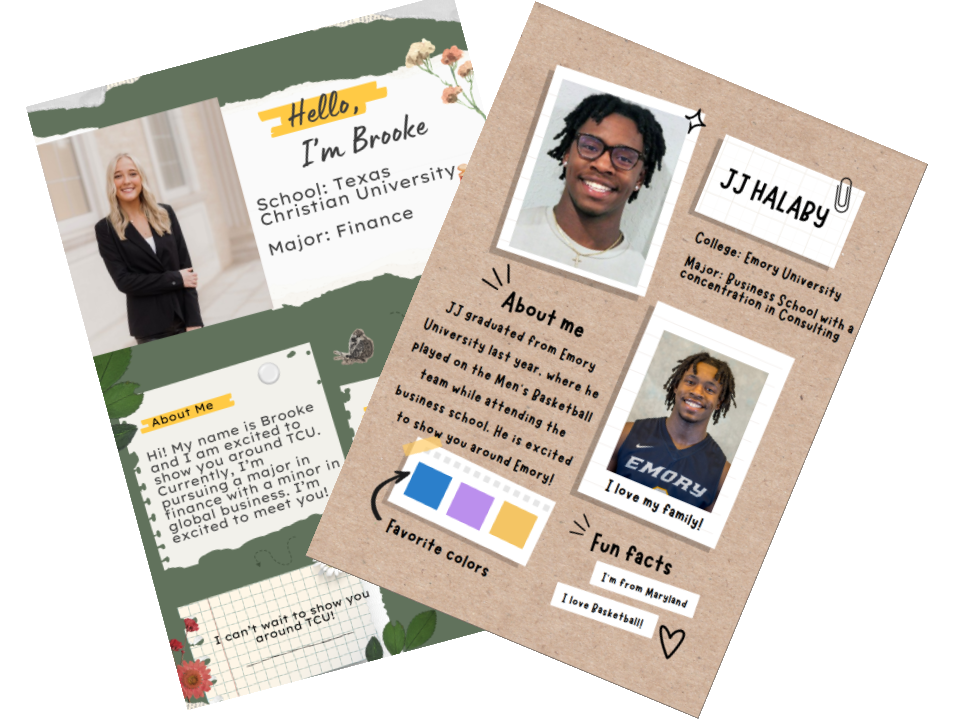 Hello,
I'm Brooke
School: Texas
Christian University
Major: Finance
About Me
Hi! My name is Brooke
and I am excited to
show you around TCU.
Currently, I'm
pursuing a major in
finance with a minor in
global business. I'm
excited to meet you!
I can't wait to show you
around TCU!
JJ HALABY
College: Emory University
Major: Business School with a
concentration in Consulting
About me
JJ graduated from Emory
University last year, where he
played on the Men's Basketball
team while attending the
business school. He is excited
to show you around Emory!
Favorite colors
EMORY
I love my family!
Fun facts
I'm from Maryland
I love Basketball!